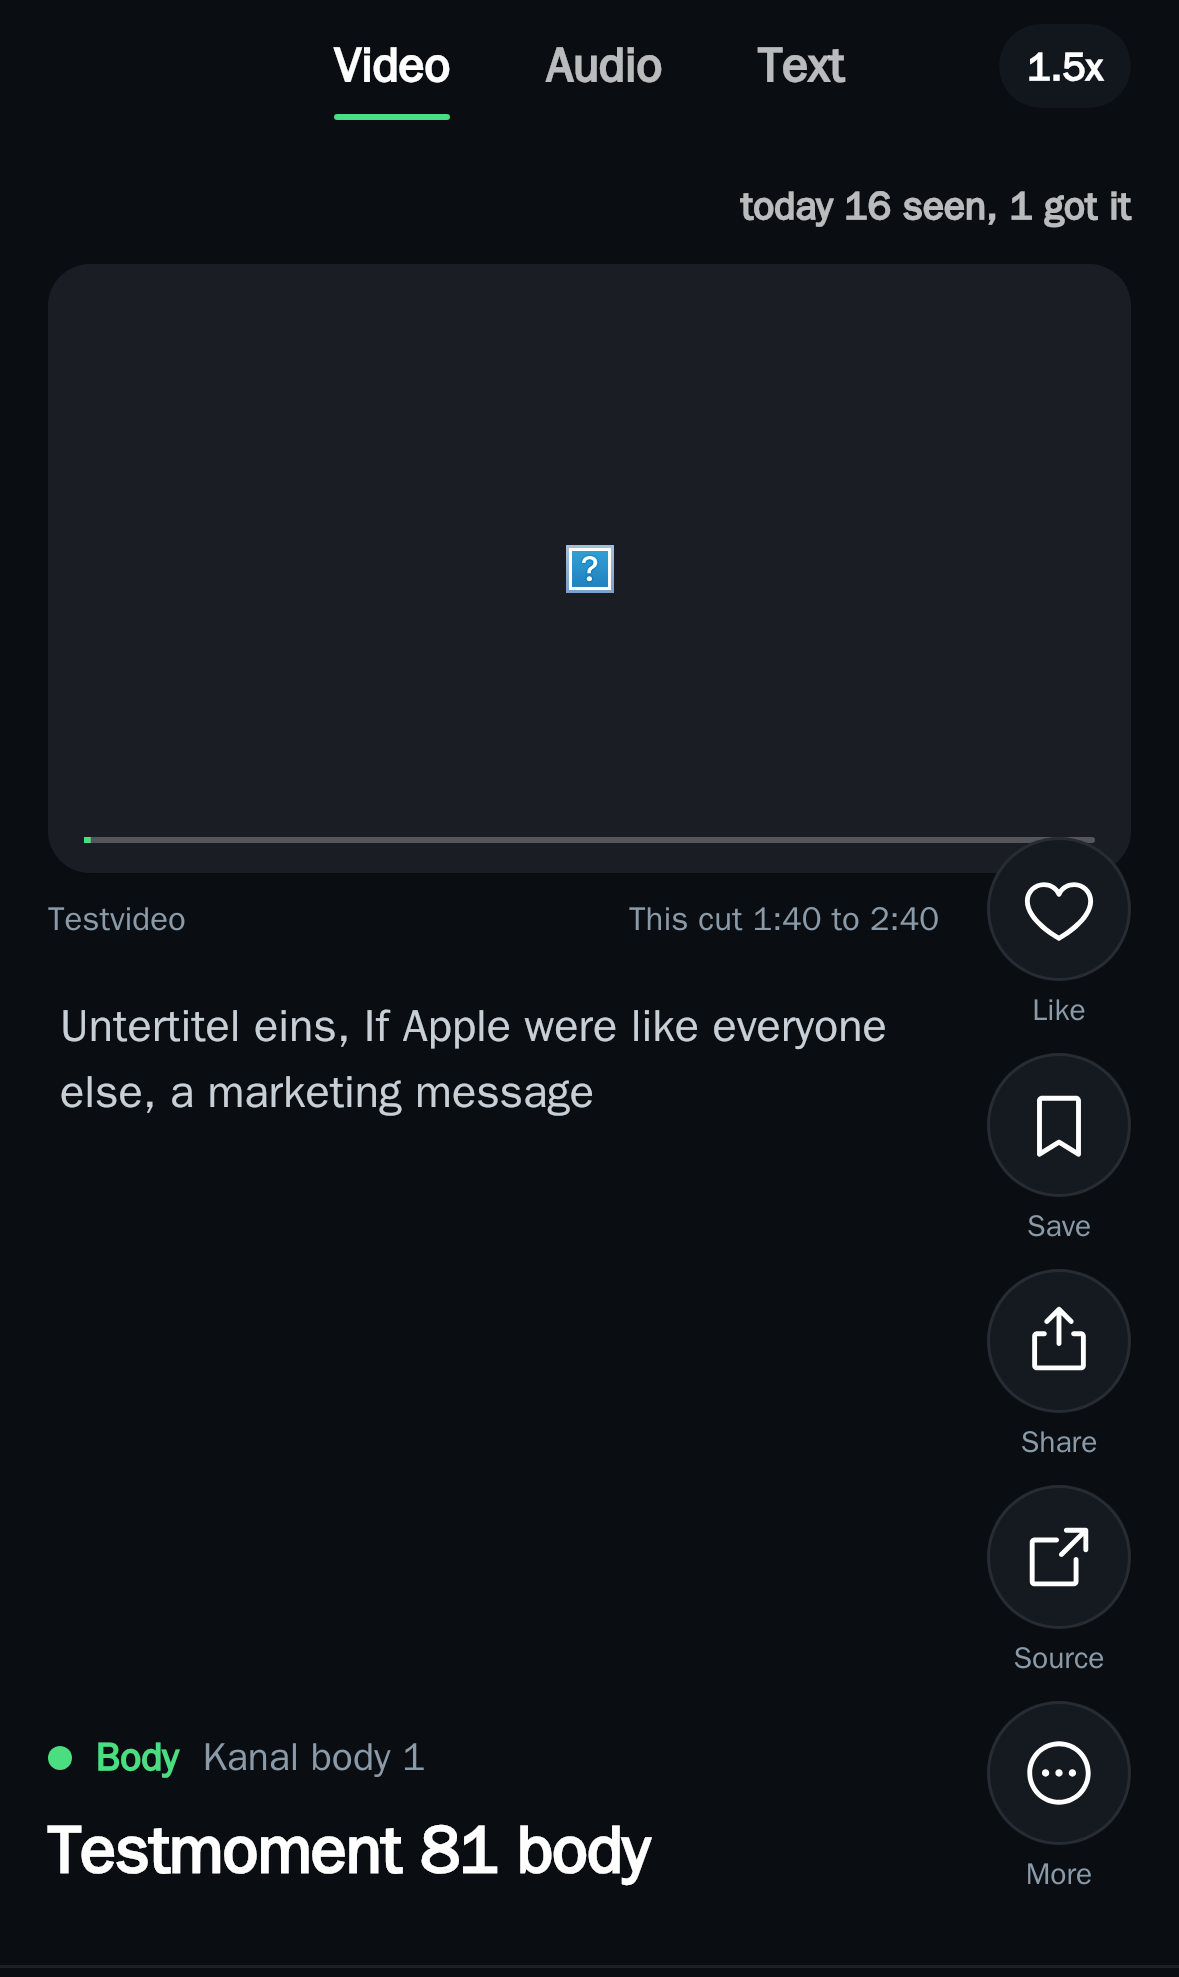 Video Audio Text 1.5x
today 16 seen, 1 got it
?
Testvideo This cut 1:40 to 2:40
Like
Untertitel eins, If Apple were like everyone
else, a marketing message
Save
Share
Source
Body Kanal body 1
Testmoment 81 body
More